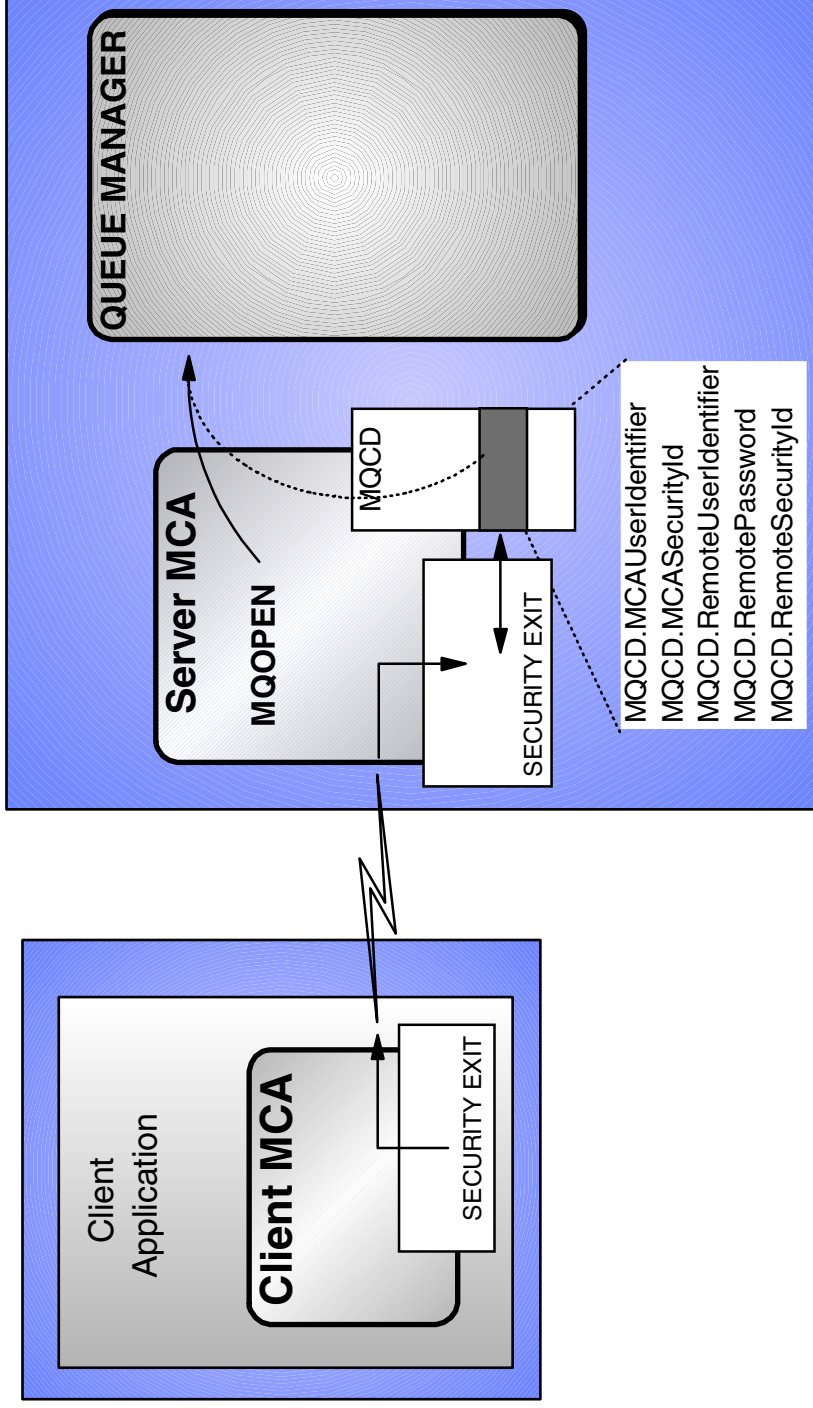 Client
Application
Client MCA
SECURITY EXIT
Server MCA
MQOPEN
SECURITY EXIT
MQCD
QUEUE MANAGER
MQCD.MCAUserIdentifier
MQCD.MCASecurityId
MQCD.RemoteUserIdentifier
MQCD.RemotePassword
MQCD.RemoteSecurityId